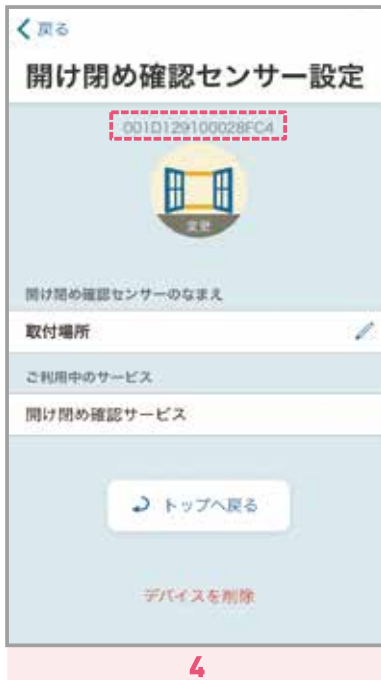 戻る
開け閉め確認センサー設定
001D129100028FC4
変更
開け閉め確認センサーのなまえ
取付場所
ご利用中のサービス
開け閉め確認サービス
トップへ戻る
デバイスを削除
4